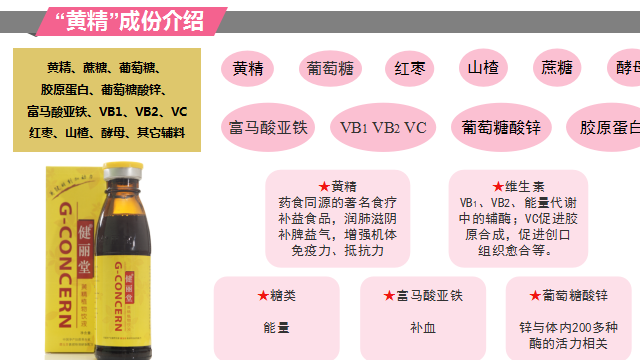 “黄精”成份介绍
黄精、蔗糖、葡萄糖、
胶原蛋白、葡萄糖酸锌、
富马酸亚铁、VB1、VB2、VC
红枣、山楂、酵母、其它辅料
黄精
葡萄糖
红枣
山楂
蔗糖
酵母
富马酸亚铁
VB1 VB2 VC
葡萄糖酸锌
胶原蛋白
★黄精
药食同源的著名食疗
补益食品，润肺滋阴
补脾益气，增强机体
免疫力、抵抗力
★维生素
VB1、VB2、能量代谢
中的辅酶；VC促进胶
原合成，促进创口
组织愈合等。
G-CONCERN
健丽堂
G-CONCERN
健丽堂
★糖类
能量
★富马酸亚铁
补血
★葡萄糖酸锌
锌与体内200多种
酶的活力相关